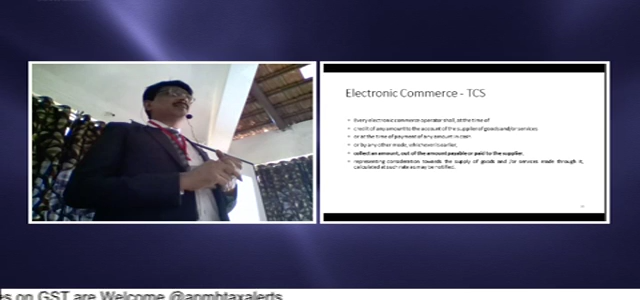 Electronic Commerce - TCS
• Every electronic commerce operator shall, at the time of
• credit of any amount to the account of the supplier of goods and/or services
• or at the time of payment of any amount in cash
• or by any other mode, whichever is earlier,
• collect an amount, out of the amount payable or paid to the supplier,
• representing consideration towards the supply of goods and /or services made through it,
calculated at such rate as may be notified.
es on GST are Welcome @apmhtaxalerts